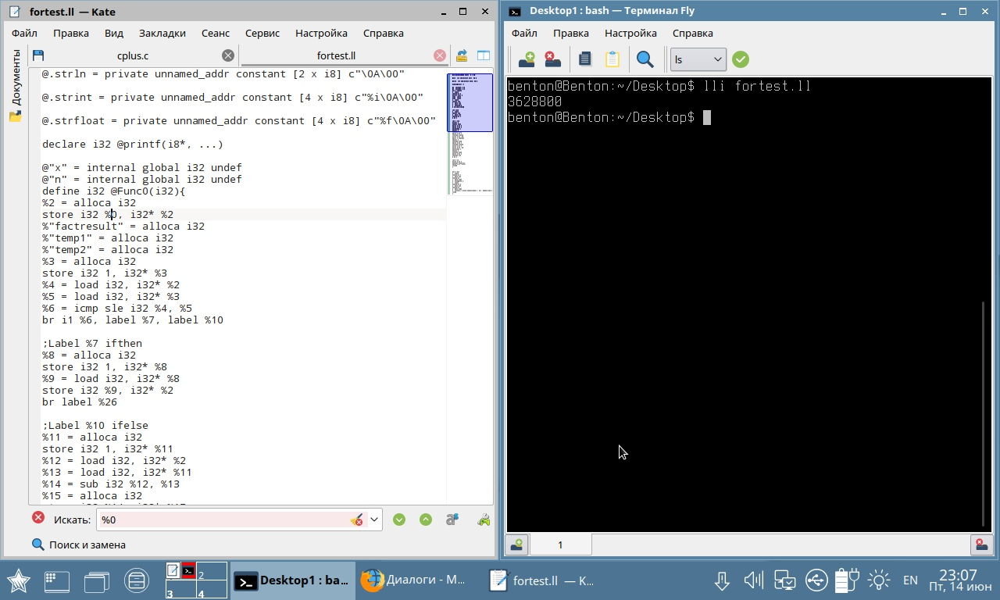 fortest.ll — Kate
Файл Правка Вид Закладки Сеанс Сервис Настройка Справка
Документы
cplus.c fortest.ll
@.strln = private unnamed_addr constant [2 x i8] c"\0A\00"
@.strint = private unnamed_addr constant [4 x i8] c"%i\0A\00"
@.strfloat = private unnamed_addr constant [4 x i8] c"%f\0A\00"
declare i32 @printf(i8*, ...)
@"x" = internal global i32 undef
@"n" = internal global i32 undef
define i32 @Func0(i32){
%2 = alloca i32
store i32 %0, i32* %2
%"factresult" = alloca i32
%"temp1" = alloca i32
%"temp2" = alloca i32
%3 = alloca i32
store i32 1, i32* %3
%4 = load i32, i32* %2
%5 = load i32, i32* %3
%6 = icmp sle i32 %4, %5
br i1 %6, label %7, label %10
;Label %7 ifthen
%8 = alloca i32
store i32 1, i32* %8
%9 = load i32, i32* %8
store i32 %9, i32* %2
br label %26
;Label %10 ifelse
%11 = alloca i32
store i32 1, i32* %11
%12 = load i32, i32* %2
%13 = load i32, i32* %11
%14 = sub i32 %12, %13
%15 = alloca i32
Искать: %0
Поиск и замена
Desktop1 : bash — Терминал Fly
Файл Правка Настройка Справка
ls
benton@Benton:~/Desktop$ lli fortest.ll
3628800
benton@Benton:~/Desktop$
1
2
3 4
Desktop1 : ba...
Диалоги - M...
fortest.ll — K...
EN
23:07
Пт, 14 июн